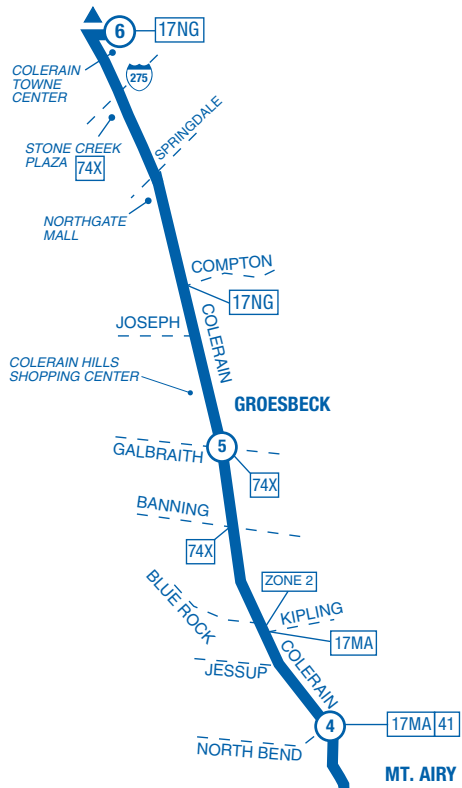 6
17NG
COLERAIN
TOWNE
CENTER
275
STONE CREEK
PLAZA
74X
SPRINGDALE
NORTHGATE
MALL
COMPTON
17NG
JOSEPH
COLERAIN
COLERAIN HILLS
SHOPPING CENTER
GROESBECK
5
GALBRAITH
74X
BANNING
74X
ZONE 2
BLUE ROCK
KIPLING
17MA
COLERAIN
JESSUP
4
17MA 41
NORTH BEND
MT. AIRY